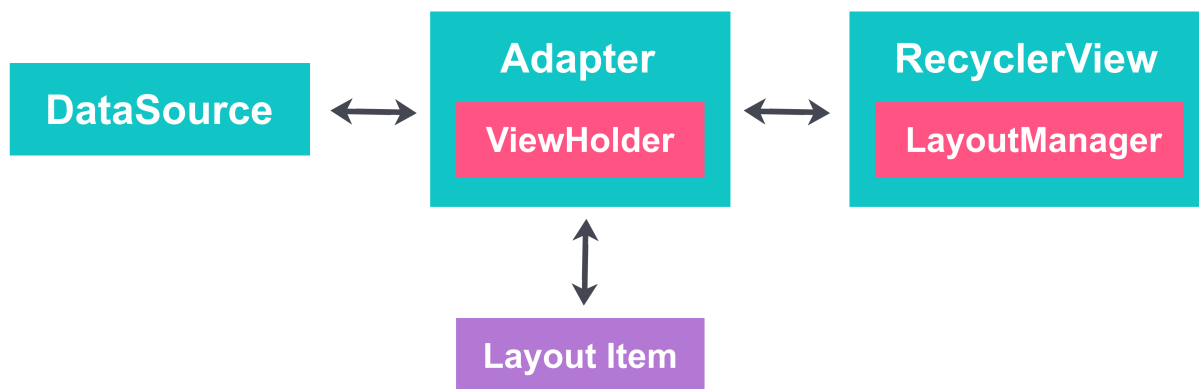 DataSource
Adapter
ViewHolder
RecyclerView
LayoutManager
Layout Item